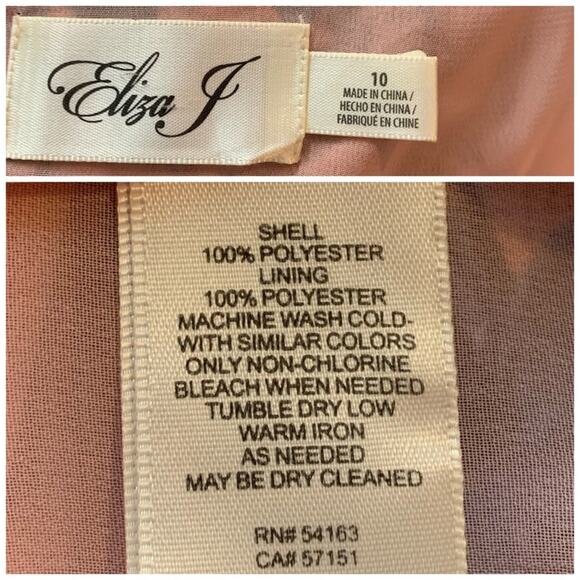 Eliza J
10
MADE IN CHINA /
HECHO EN CHINA /
FABRIQUÉ EN CHINE
SHELL
100% POLYESTER
LINING
100% POLYESTER
MACHINE WASH COLD-
WITH SIMILAR COLORS
ONLY NON-CHLORINE
BLEACH WHEN NEEDED
TUMBLE DRY LOW
WARM IRON
AS NEEDED
MAY BE DRY CLEANED
RN# 54163
CA# 57151